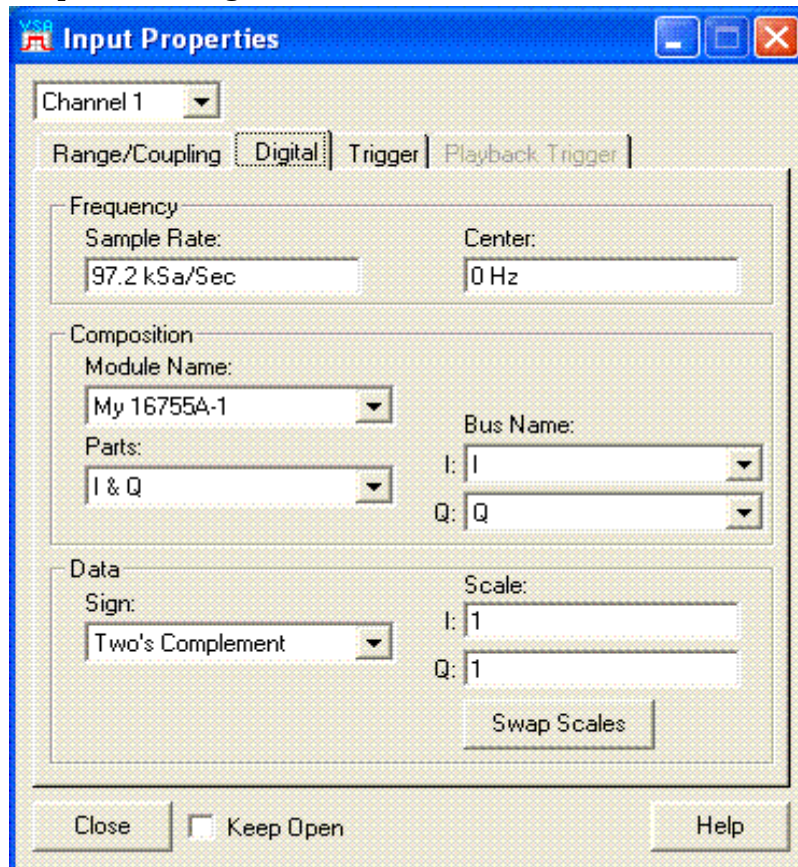 VSA
Input Properties
Channel 1
Range/Coupling Digital Trigger Playback Trigger
Frequency
Sample Rate: Center:
97.2 kSa/Sec 0 Hz
Composition
Module Name:
My 16755A-1
Bus Name:
Parts:
I: I
I & Q
Q: Q
Data
Scale:
Sign:
I: 1
Two's Complement
Q: 1
Swap Scales
Close Keep Open Help